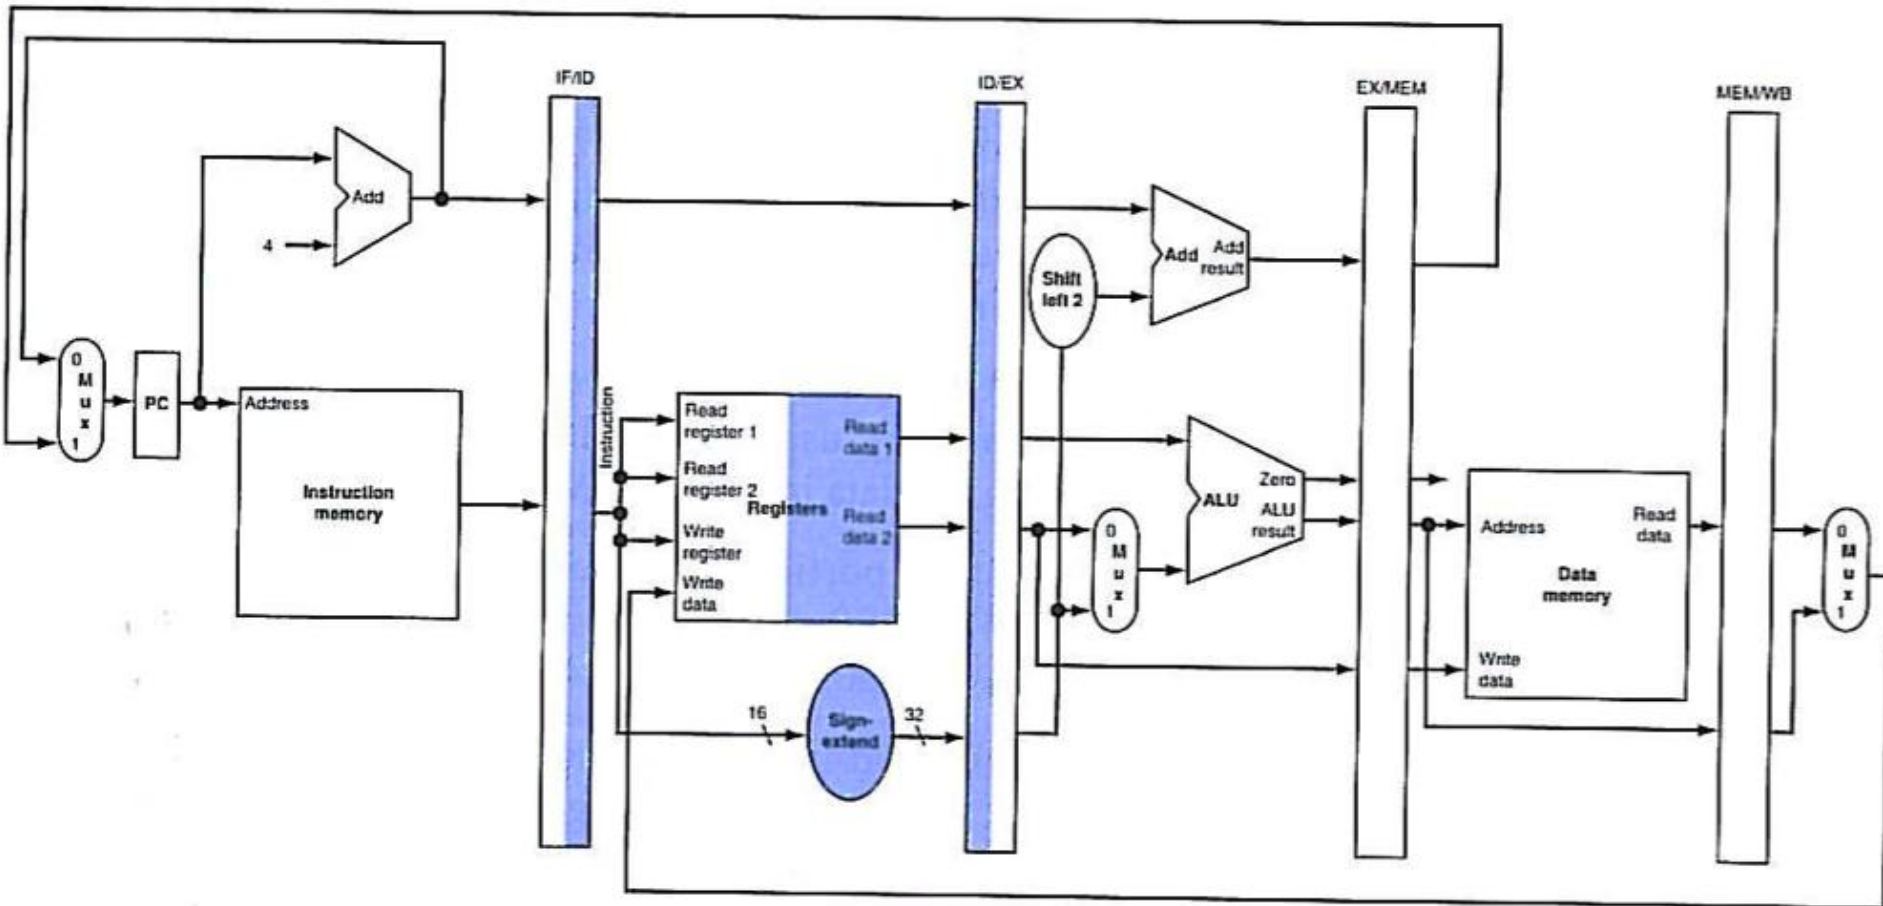 IF/ID
ID/EX
EX/MEM
MEM/WB
Add
4
Add
Add
result
Shift
left 2
0
M
u
x
1
PC
Address
Instruction
memory
Instruction
Read
register 1
Read
register 2
Write
register
Write
data
Registers
Read
data 1
Read
data 2
16
Sign-
extend
32
0
M
u
x
1
Zero
ALU
ALU
result
Address
Read
data
Data
memory
Write
data
0
M
u
x
1